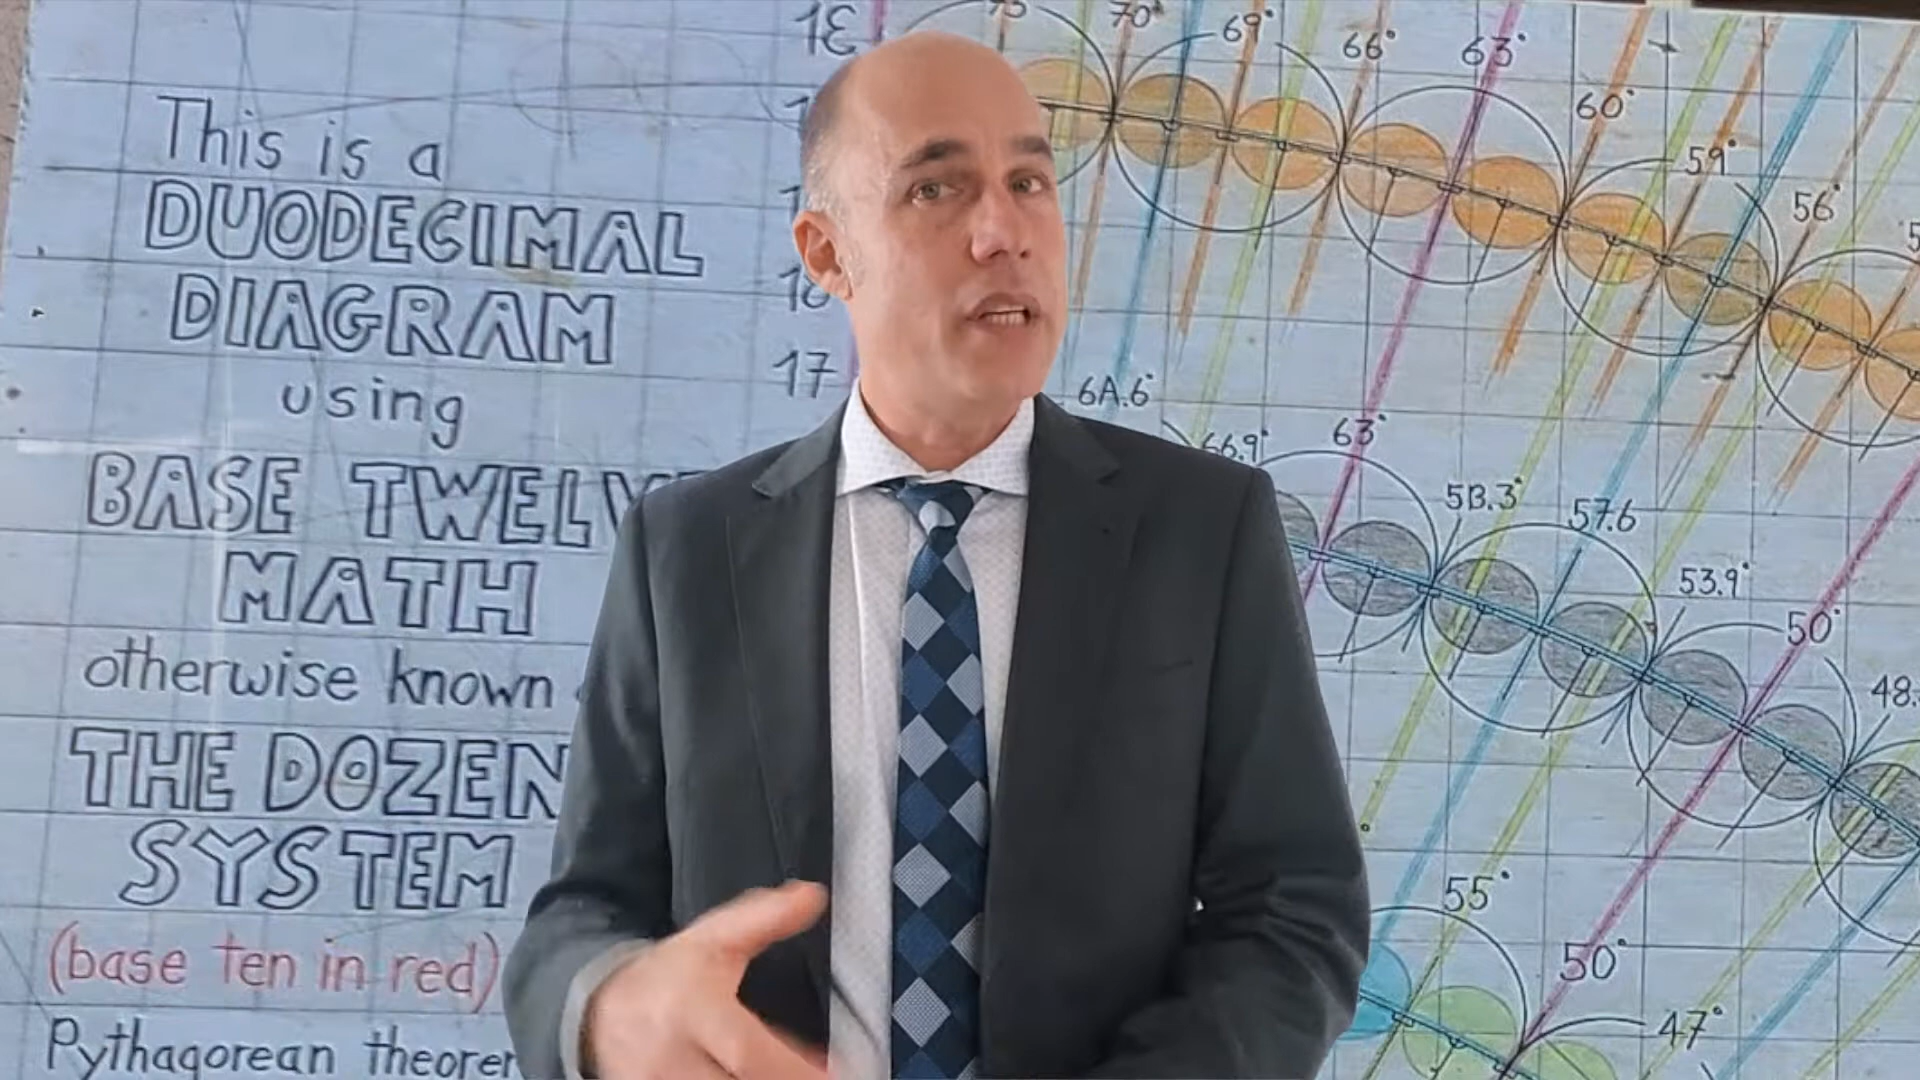 This is a
DUODECIMAL
DIAGRAM
using
BASE TWELV
MATH
otherwise known
THE DOZEN
SYSTEM
(base ten in red)
Pythagorean theorem
17
70°
69°
66°
63°
60°
59°
56°
6A.6°
66.9°
63°
5B.3°
57.6
53.9°
50°
48.
55°
50°
47°